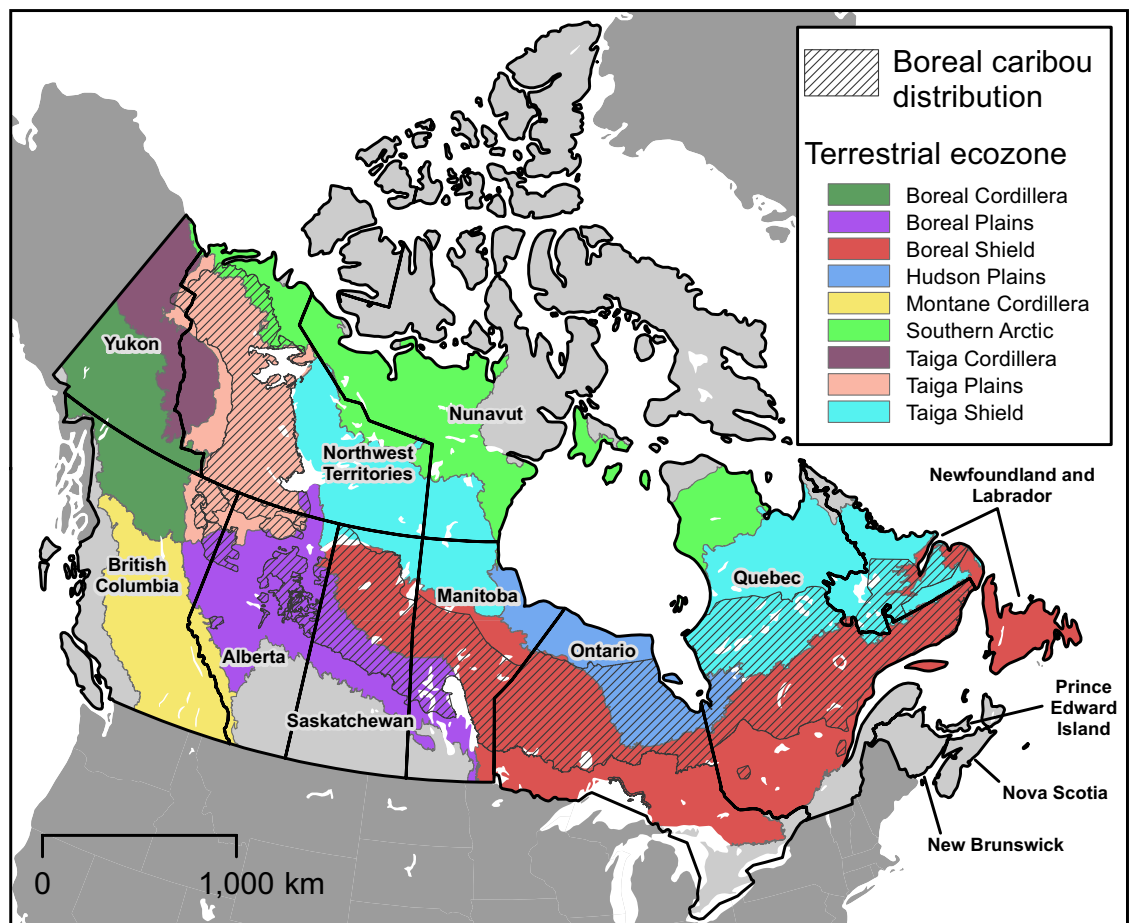 Boreal caribou
distribution
Terrestrial ecozone
Boreal Cordillera
Boreal Plains
Boreal Shield
Hudson Plains
Montane Cordillera
Southern Arctic
Taiga Cordillera
Taiga Plains
Taiga Shield
Yukon
Nunavut
Northwest
Territories
Newfoundland and
Labrador
British
Columbia
Quebec
Manitoba
Ontario
Alberta
Saskatchewan
Prince
Edward
Island
Nova Scotia
New Brunswick
0
1,000 km